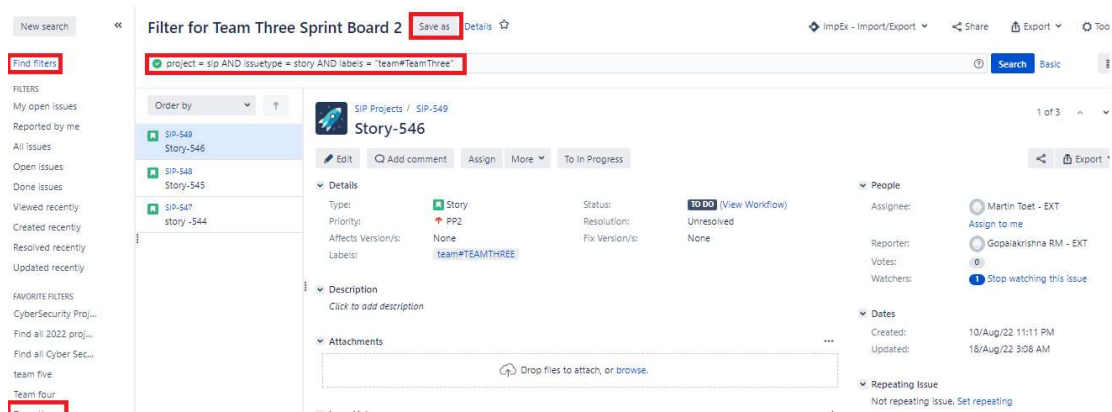 New search
«
Filter for Team Three Sprint Board 2
Save as
Details
ImpEx - Import/Export
Share
Export
Too
Find filters
project = sip AND issuetype = story AND labels = "team#TeamThree"
Search
Basic
FILTERS
My open issues
Reported by me
All issues
Open issues
Done issues
Viewed recently
Created recently
Resolved recently
Updated recently
FAVORITE FILTERS
CyberSecurity Proj...
Find all 2022 proj...
Find all Cyber Sec...
team five
Team four
Order by
SIP-549
Story-546
SIP-548
Story-545
SIP-547
story -544
SIP Projects / SIP-549
Story-546
1 of 3
Edit
Add comment
Assign
More
To In Progress
Export
Details
Type: Story
Status: TO DO (View Workflow)
Priority: PP2
Resolution: Unresolved
Affects Version/s: None
Fix Version/s: None
Labels: team#TEAMTHREE
Description
Click to add description
Attachments
...
Drop files to attach, or browse.
People
Assignee: Martin Toet - EXT
Assign to me
Reporter: Gopalakrishna RM - EXT
Votes: 0
Watchers: 1 Stop watching this issue
Dates
Created: 10/Aug/22 11:11 PM
Updated: 18/Aug/22 3:08 AM
Repeating Issue
Not repeating issue. Set repeating